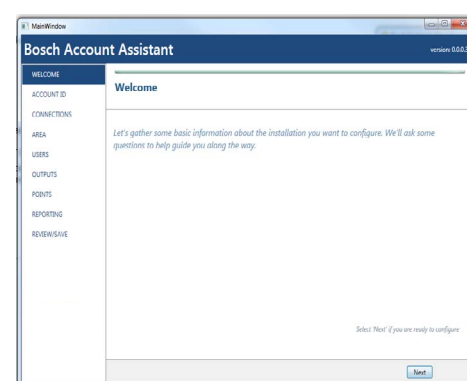 MainWindow
Bosch Account Assistant
version: 0.0.0.3
WELCOME
ACCOUNT ID
CONNECTIONS
AREA
USERS
OUTPUTS
POINTS
REPORTING
REVIEW/SAVE
Welcome
Let's gather some basic information about the installation you want to configure. We'll ask some
questions to help guide you along the way.
Select 'Next' if you are ready to configure
Next